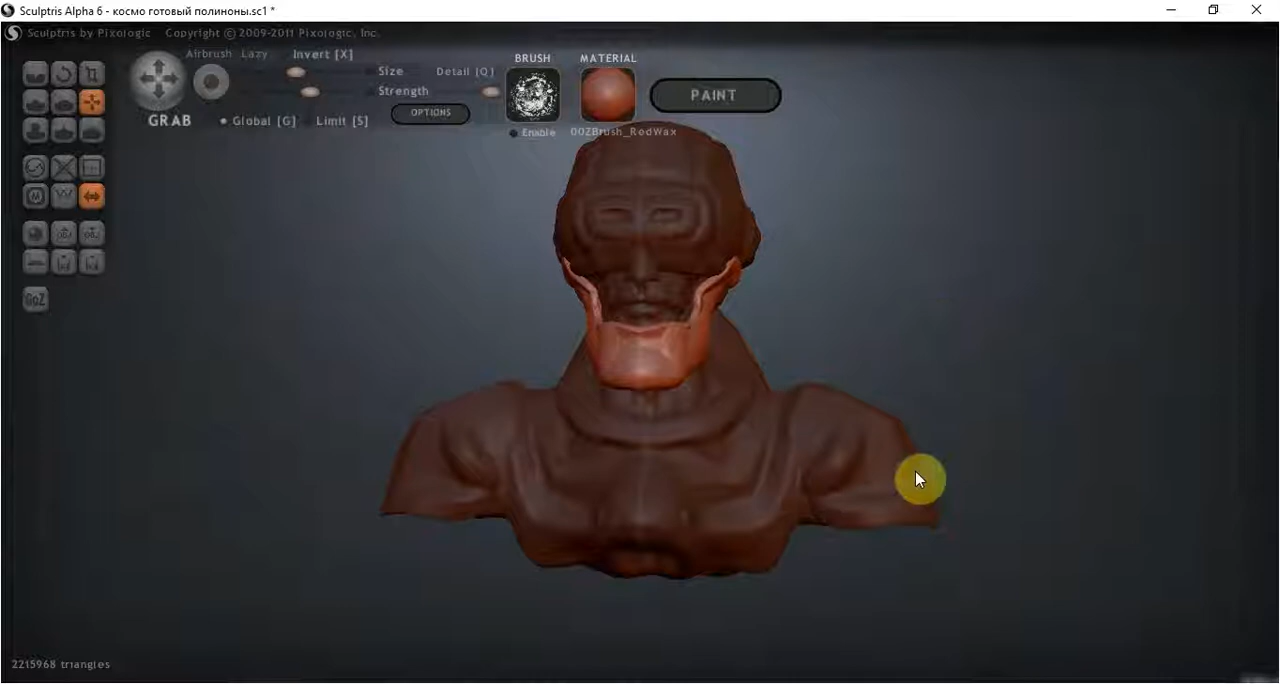 Sculptris Alpha 6 - космо готовый полиноны.sc1 *
Sculptris by Pixologic Copyright © 2009-2011 Pixologic, Inc.
Airbrush Lazy Invert [X]
BRUSH MATERIAL
Size Detail [Q]
Strength
PAINT
OPTIONS
GRAB Global [G] Limit [S]
Enable 00ZBrush_RedWax
GoZ
2215968 triangles